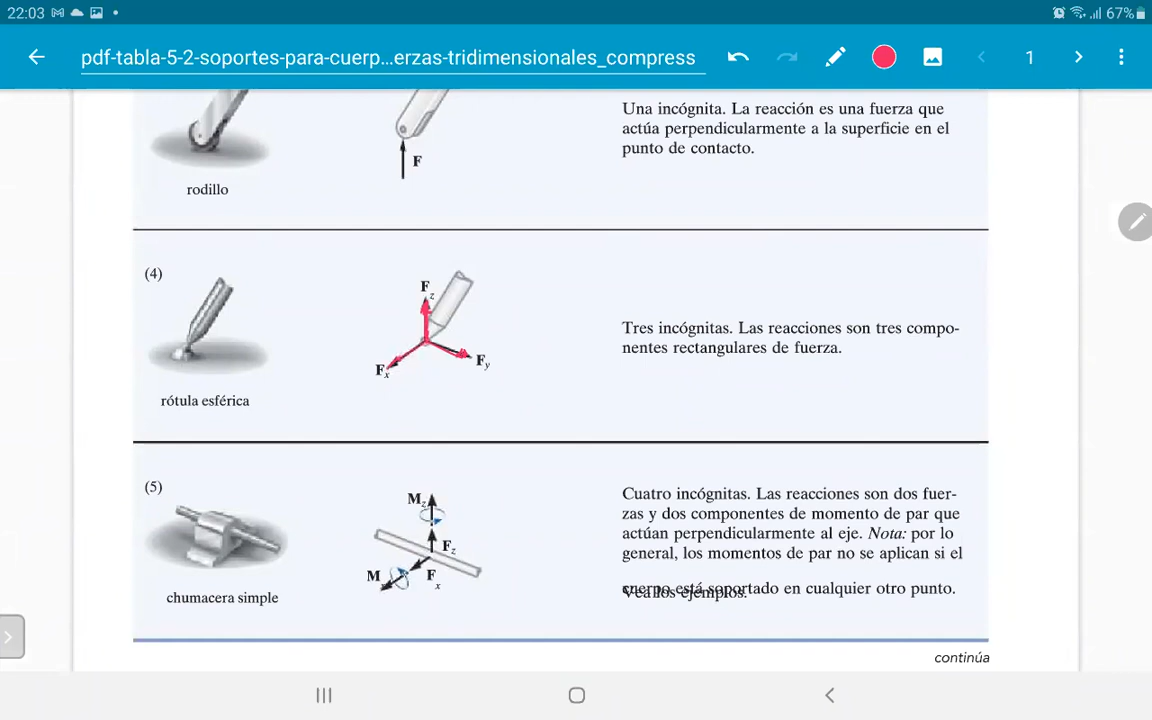 22:03
67%
pdf-tabla-5-2-soportes-para-cuerp...erzas-tridimensionales_compress
1
Una incógnita. La reacción es una fuerza que
actúa perpendicularmente a la superficie en el
punto de contacto.
F
rodillo
(4)
F z
F x
F y
Tres incógnitas. Las reacciones son tres compo-
nentes rectangulares de fuerza.
rótula esférica
(5)
M z
F z
M
F x
Cuatro incógnitas. Las reacciones son dos fuer-
zas y dos componentes de momento de par que
actúan perpendicularmente al eje. Nota: por lo
general, los momentos de par no se aplican si el
cuerpo está soportado en cualquier otro punto.
Vea los ejemplos.
chumacera simple
continúa